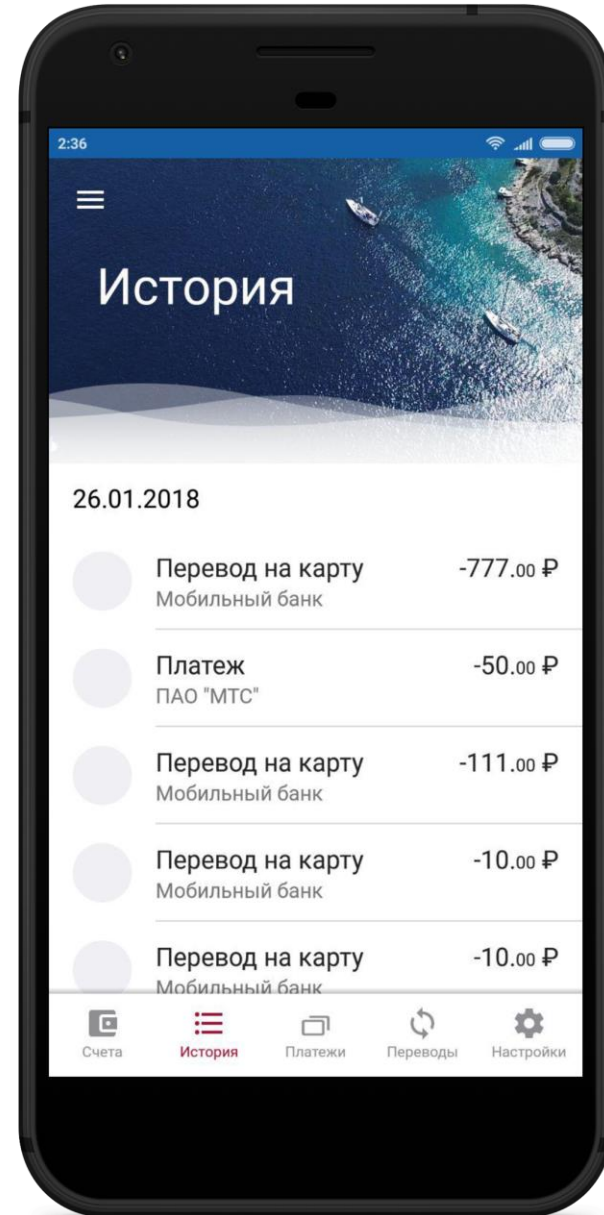 2:36
История
26.01.2018
Перевод на карту -777.00 ₽
Мобильный банк
Платеж -50.00 ₽
ПАО "МТС"
Перевод на карту -111.00 ₽
Мобильный банк
Перевод на карту -10.00 ₽
Мобильный банк
Перевод на карту -10.00 ₽
Мобильный банк
Счета История Платежи Переводы Настройки